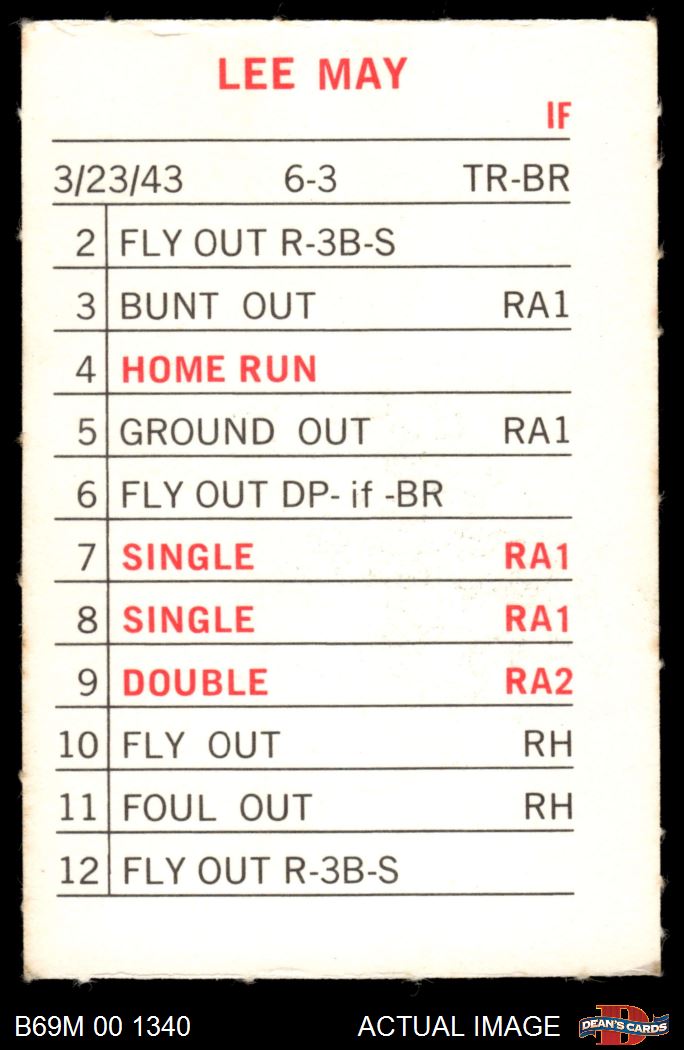 LEE MAY
IF
3/23/43 6-3 TR-BR
2 FLY OUT R-3B-S
3 BUNT OUT RA1
4 HOME RUN
5 GROUND OUT RA1
6 FLY OUT DP- if -BR
7 SINGLE RA1
8 SINGLE RA1
9 DOUBLE RA2
10 FLY OUT RH
11 FOUL OUT RH
12 FLY OUT R-3B-S
B69M 00 1340 ACTUAL IMAGE D DEAN'S CARDS